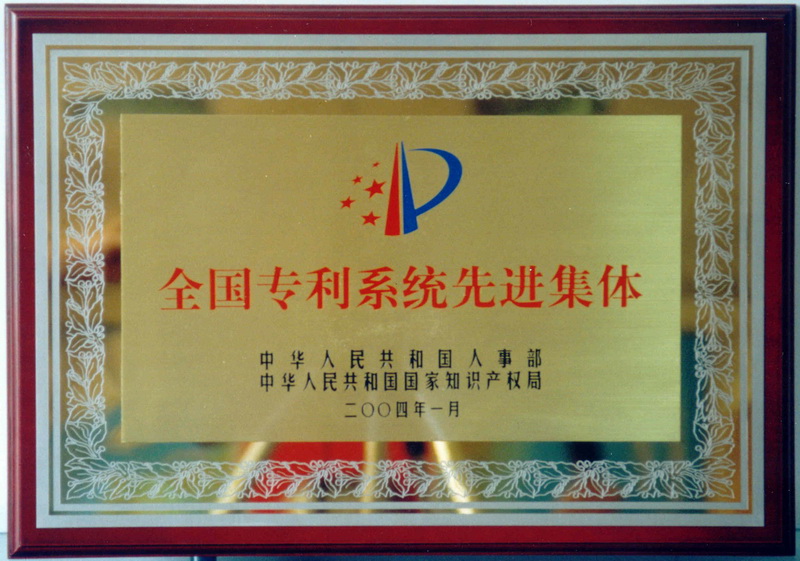 全国专利系统先进集体
中华人民共和国人事部
中华人民共和国国家知识产权局
二〇〇四年一月